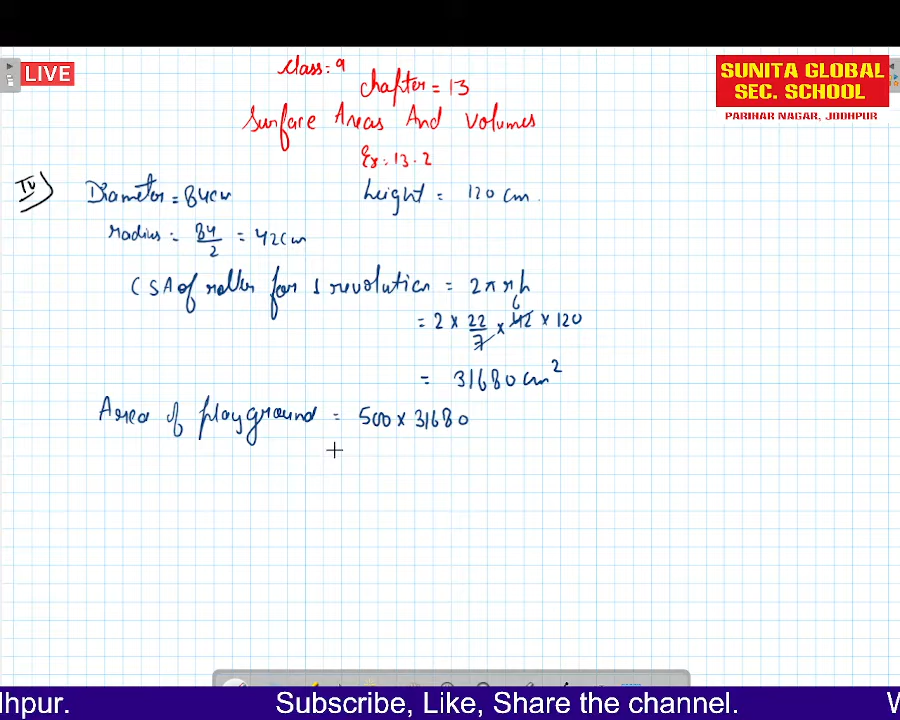 LIVE
Class: 9
Chapter = 13
Surface Areas And Volumes
Ex: 13.2
SUNITA GLOBAL
SEC. SCHOOL
PARIHAR NAGAR, JODHPUR
IV)
Diameter = 84cm height = 120 cm.
radius = 84/2 = 42cm
CSA of roller for 1 revolution = 2πrh
= 2 × 22/7 × 42 6 × 120
= 31680 cm²
Area of playground = 500 × 31680
dhpur. Subscribe, Like, Share the channel. W